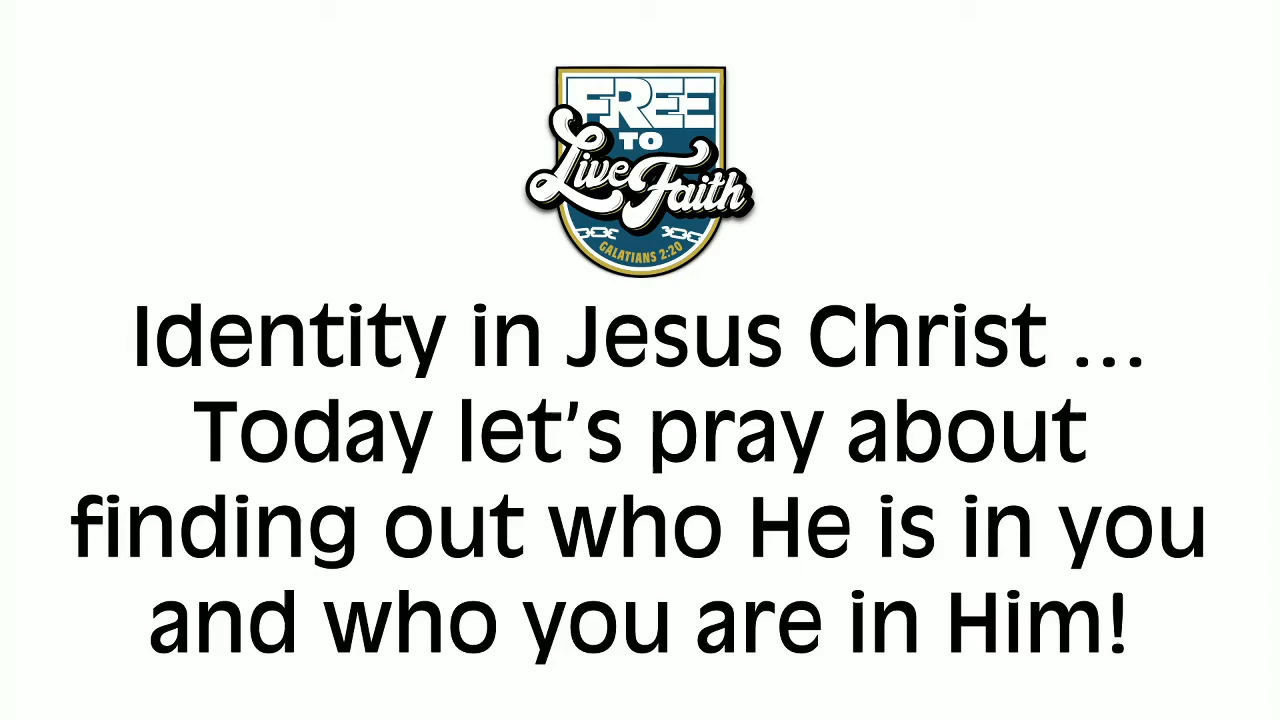 FREE
TO
Live Faith
GALATIANS 2:20
Identity in Jesus Christ ...
Today let’s pray about
finding out who He is in you
and who you are in Him!